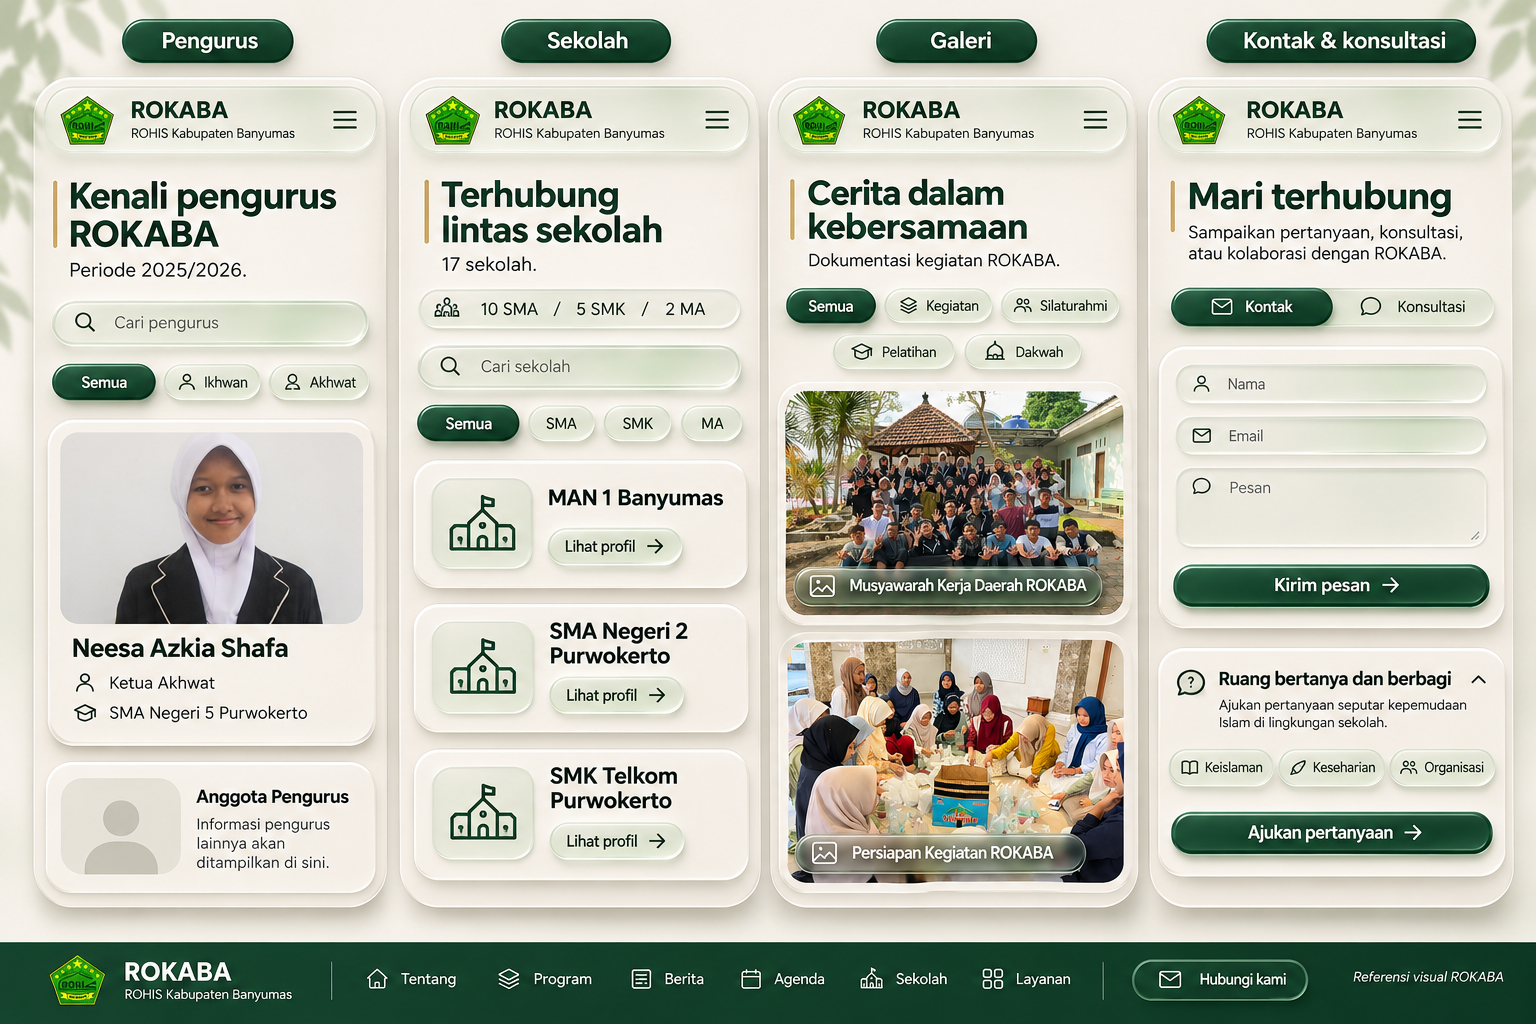 Pengurus
ROKABA
ROHIS Kabupaten Banyumas
Kenali pengurus
ROKABA
Periode 2025/2026.
Cari pengurus
Semua
Ikhwan
Akhwat
Neesa Azkia Shafa
Ketua Akhwat
SMA Negeri 5 Purwokerto
Anggota Pengurus
Informasi pengurus
lainnya akan
ditampilkan di sini.
Sekolah
ROKABA
ROHIS Kabupaten Banyumas
Terhubung
lintas sekolah
17 sekolah.
10 SMA / 5 SMK / 2 MA
Cari sekolah
Semua
SMA
SMK
MA
MAN 1 Banyumas
Lihat profil
SMA Negeri 2
Purwokerto
Lihat profil
SMK Telkom
Purwokerto
Lihat profil
Galeri
ROKABA
ROHIS Kabupaten Banyumas
Cerita dalam
kebersamaan
Dokumentasi kegiatan ROKABA.
Semua
Kegiatan
Silaturahmi
Pelatihan
Dakwah
Musyawarah Kerja Daerah ROKABA
Persiapan Kegiatan ROKABA
Kontak & konsultasi
ROKABA
ROHIS Kabupaten Banyumas
Mari terhubung
Sampaikan pertanyaan, konsultasi,
atau kolaborasi dengan ROKABA.
Kontak
Konsultasi
Nama
Email
Pesan
Kirim pesan
Ruang bertanya dan berbagi
Ajukan pertanyaan seputar kepemudaan
Islam di lingkungan sekolah.
Keislaman
Keseharian
Organisasi
Ajukan pertanyaan
ROKABA
ROHIS Kabupaten Banyumas
Tentang
Program
Berita
Agenda
Sekolah
Layanan
Hubungi kami
Referensi visual ROKABA